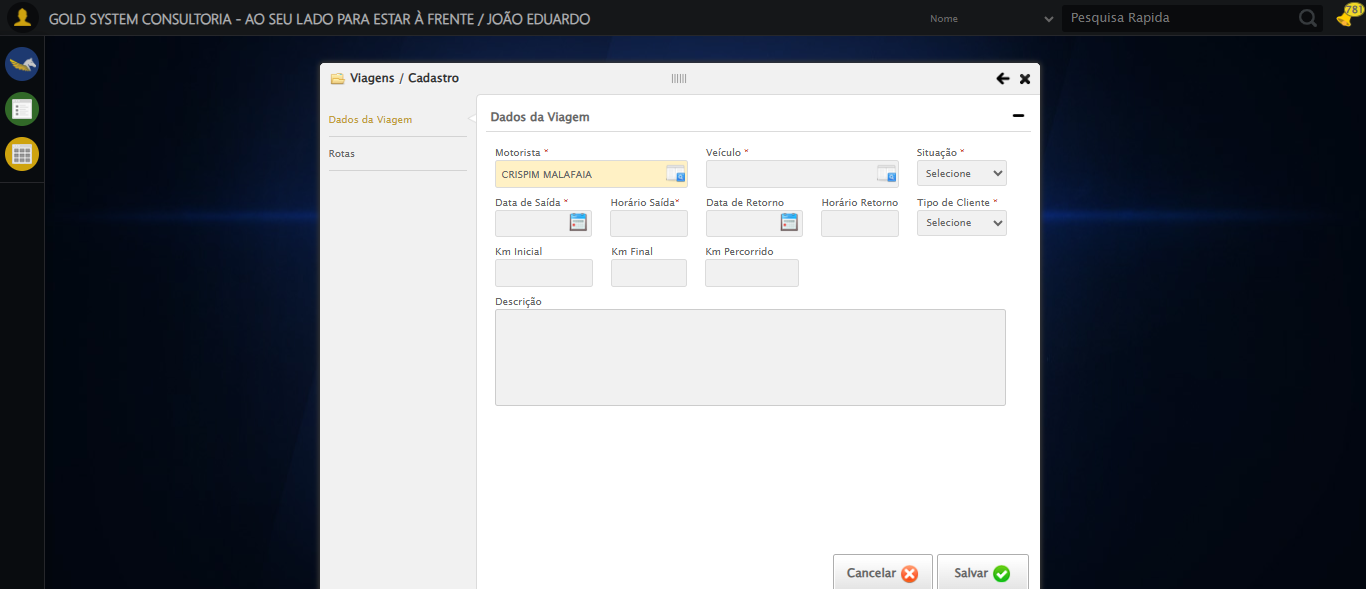 GOLD SYSTEM CONSULTORIA - AO SEU LADO PARA ESTAR À FRENTE / JOÃO EDUARDO
Nome
Pesquisa Rapida
781
Viagens / Cadastro
Dados da Viagem
Rotas
Dados da Viagem
Motorista * Veículo * Situação *
CRISPIM MALAFAIA Selecione
Data de Saída * Horário Saída* Data de Retorno Horário Retorno Tipo de Cliente *
Selecione
Km Inicial Km Final Km Percorrido
Descrição
Cancelar Salvar